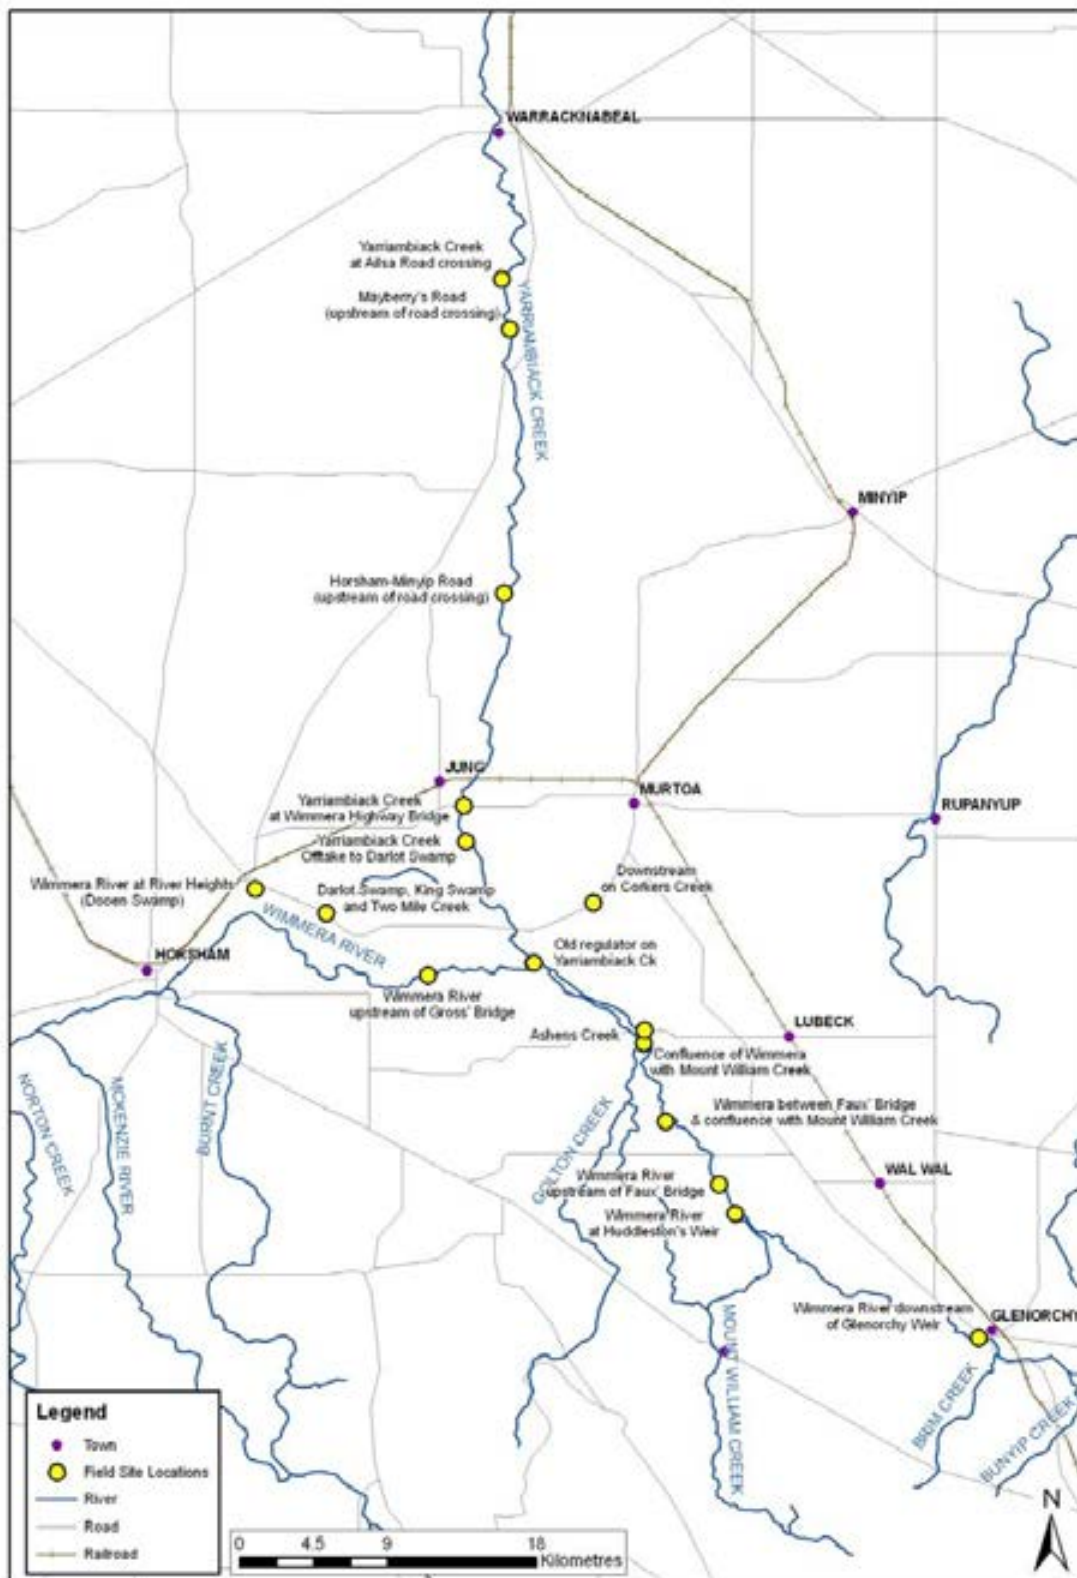 WARRACKNABEAL
Yarriambiack Creek
at Ailsa Road crossing
Mayberry's Road
(upstream of road crossing)
YARRIAMBIACK CREEK
MINYIP
Horsham-Minyip Road
(upstream of road crossing)
JUNG
MURTOA
Yarriambiack Creek
at Wimmera Highway Bridge
RUPANYUP
Yarriambiack Creek
Offtake to Darlot Swamp
Downstream
on Corkers Creek
Wimmera River at River Heights
(Dooen Swamp)
Darlot Swamp, King Swamp
and Two Mile Creek
WIMMERA RIVER
HORSHAM
Old regulator on
Yarriambiack Ck
Wimmera River
upstream of Gross' Bridge
Ashens Creek
LUBECK
Confluence of Wimmera
with Mount William Creek
NORTON CREEK
MCKENZIE RIVER
BURNT CREEK
GOLTON CREEK
Wimmera between Faux' Bridge
& confluence with Mount William Creek
WAL WAL
Wimmera River
upstream of Faux' Bridge
Wimmera River
at Huddleston's Weir
Wimmera River downstream
of Glenorchy Weir
GLENORCHY
MOUNT WILLIAM CREEK
BRIM CREEK
BUNYIP CREEK
Legend
Town
Field Site Locations
River
Road
Railroad
0 4.5 9 18
Kilometres
N